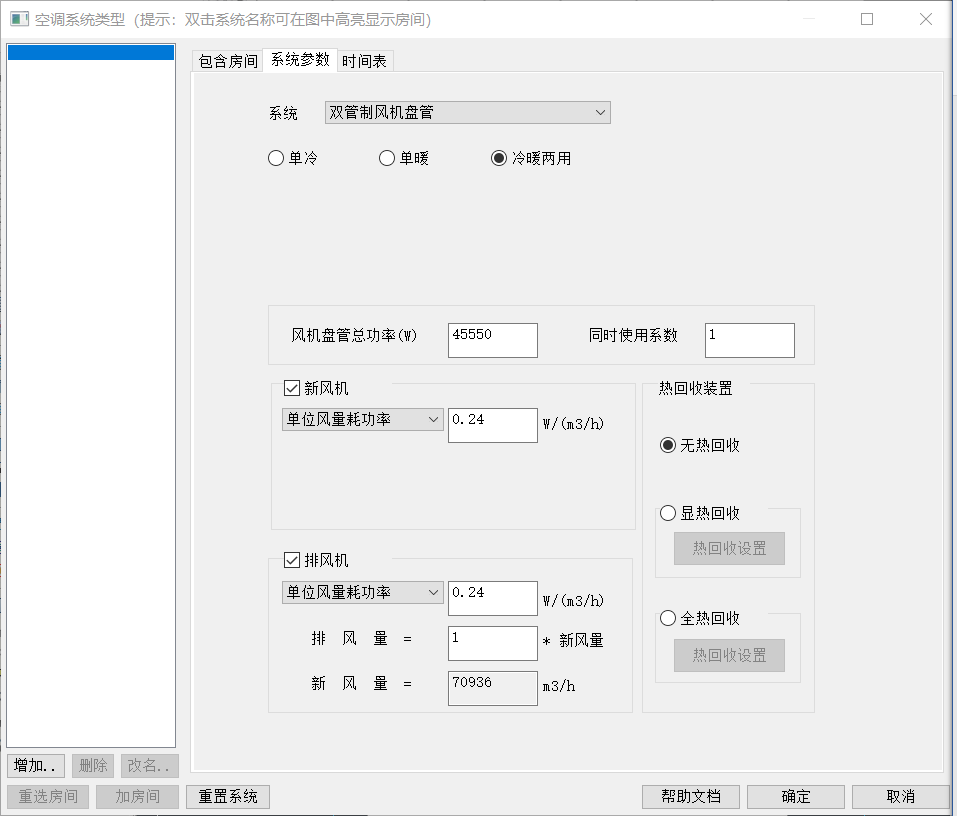 空调系统类型（提示：双击系统名称可在图中高亮显示房间）
包含房间 系统参数 时间表
系统 双管制风机盘管
单冷 单暖 冷暖两用
风机盘管总功率(W) 45550 同时使用系数 1
新风机 热回收装置
单位风量耗功率 0.24 W/(m3/h)
无热回收
显热回收
热回收设置
排风机
单位风量耗功率 0.24 W/(m3/h)
全热回收
排 风 量 = 1 * 新风量
热回收设置
新 风 量 = 70936 m3/h
增加.. 删除 改名..
重选房间 加房间 重置系统 帮助文档 确定 取消